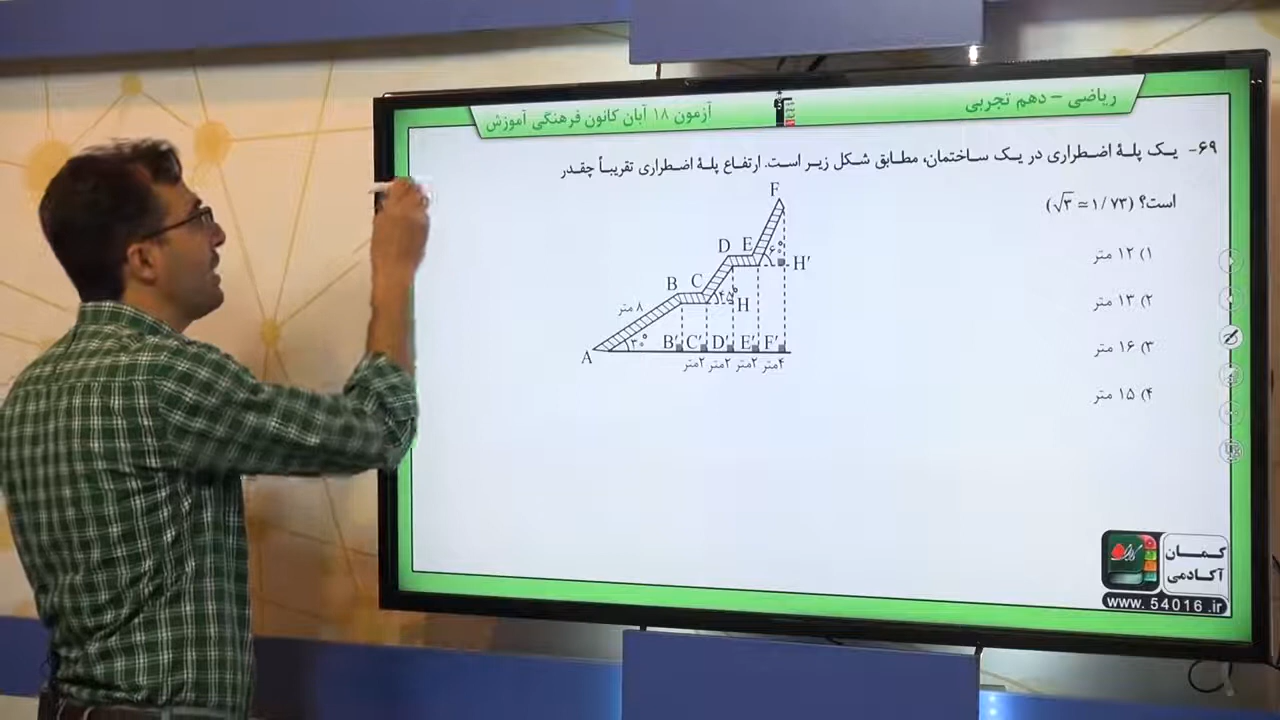 ریاضی - دهم تجربی
آزمون ۱۸ آبان کانون فرهنگی آموزش
۶۹- یک پلهٔ اضطراری در یک ساختمان، مطابق شکل زیر است. ارتفاع پلهٔ اضطراری تقریباً چقدر
است؟ (√۳ ≃ ۱/۷۳)
۱) ۱۲ متر
۲) ۱۳ متر
۳) ۱۶ متر
۴) ۱۵ متر
F
D E ۶۰° H′
B C ۴۵° H
۸ متر
A ۳۰° B′ C′ D′ E′ F′
۲متر ۲متر ۲متر ۴متر
کمان
آکادمی
www. 54016 .ir